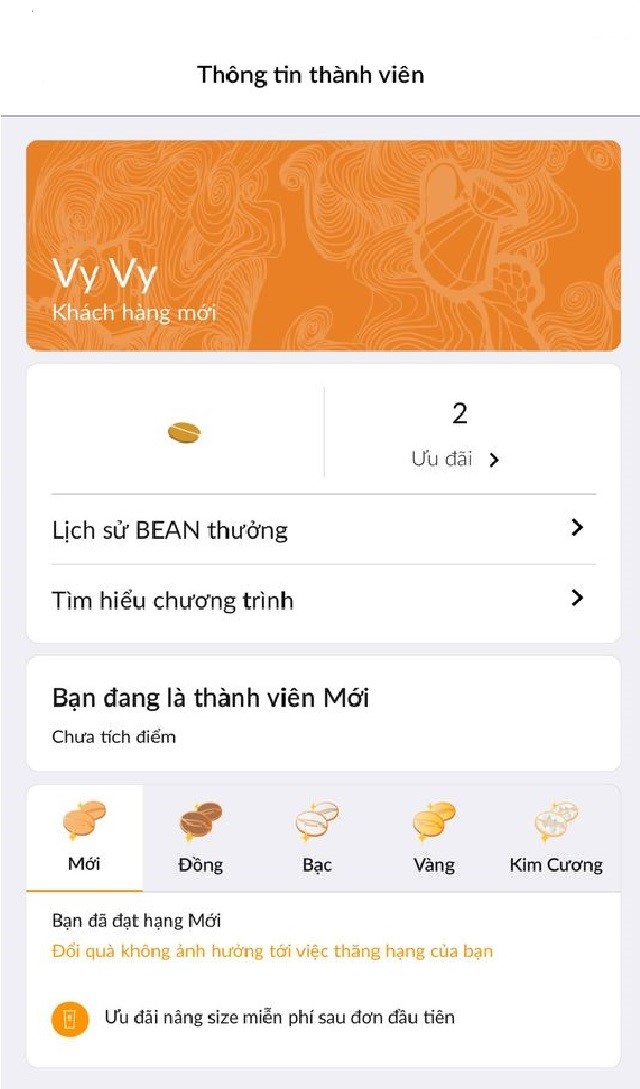 Thông tin thành viên
Vy Vy
Khách hàng mới
2
Ưu đãi
Lịch sử BEAN thưởng
Tìm hiểu chương trình
Bạn đang là thành viên Mới
Chưa tích điểm
Mới Đồng Bạc Vàng Kim Cương
Bạn đã đạt hạng Mới
Đổi quà không ảnh hưởng tới việc thăng hạng của bạn
Ưu đãi nâng size miễn phí sau đơn đầu tiên